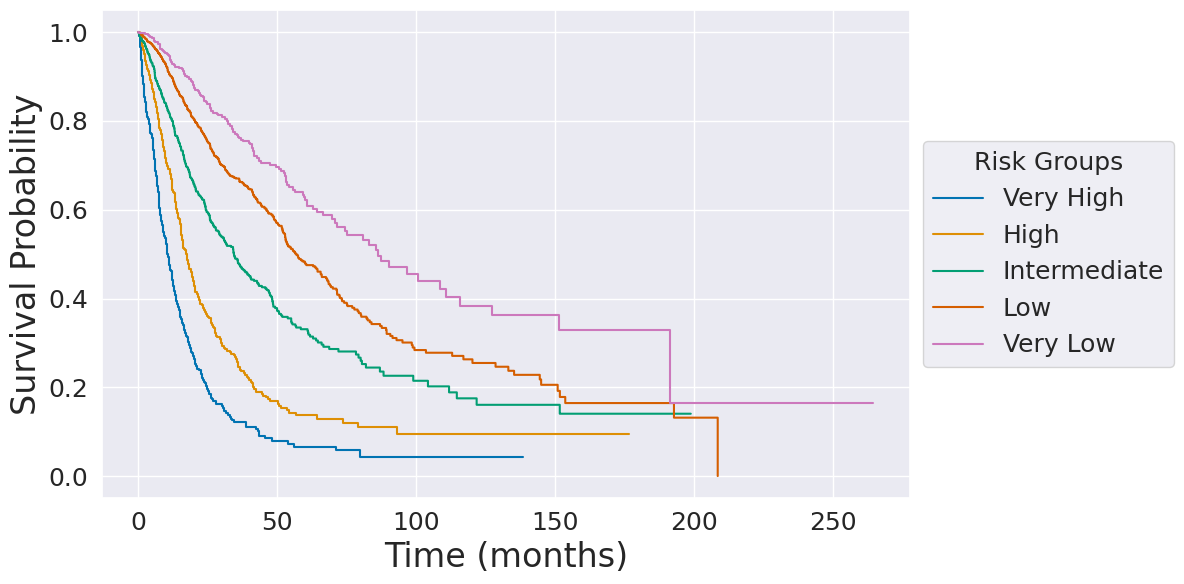 Survival Probability
1.0
0.8
0.6
0.4
0.2
0.0
0 50 100 150 200 250
Time (months)
Risk Groups
Very High
High
Intermediate
Low
Very Low